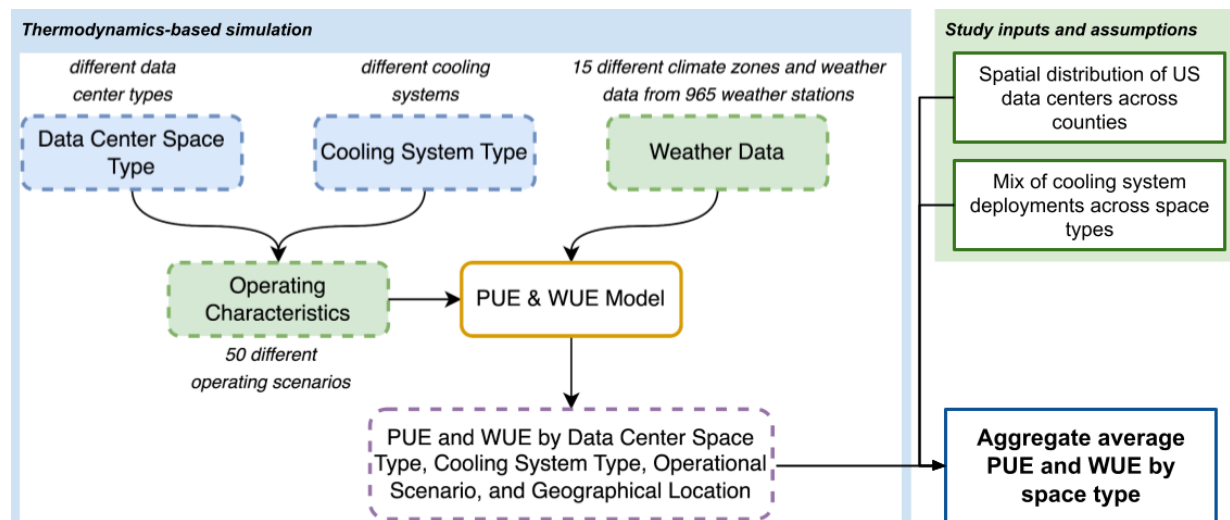 Thermodynamics-based simulation
different data
center types
different cooling
systems
15 different climate zones and weather
data from 965 weather stations
Data Center Space
Type
Cooling System Type
Weather Data
Operating
Characteristics
50 different
operating scenarios
PUE & WUE Model
PUE and WUE by Data Center Space
Type, Cooling System Type, Operational
Scenario, and Geographical Location
Study inputs and assumptions
Spatial distribution of US
data centers across
counties
Mix of cooling system
deployments across space
types
Aggregate average
PUE and WUE by
space type